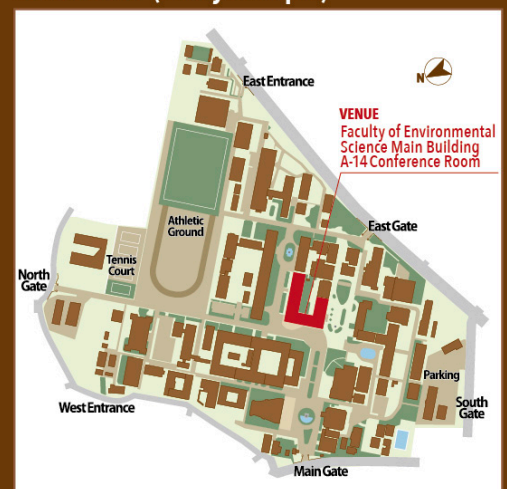 N
East Entrance
VENUE
Faculty of Environmental
Science Main Building
A-14 Conference Room
Athletic
Ground
East Gate
Tennis
Court
North
Gate
Parking
West Entrance
South
Gate
Main Gate